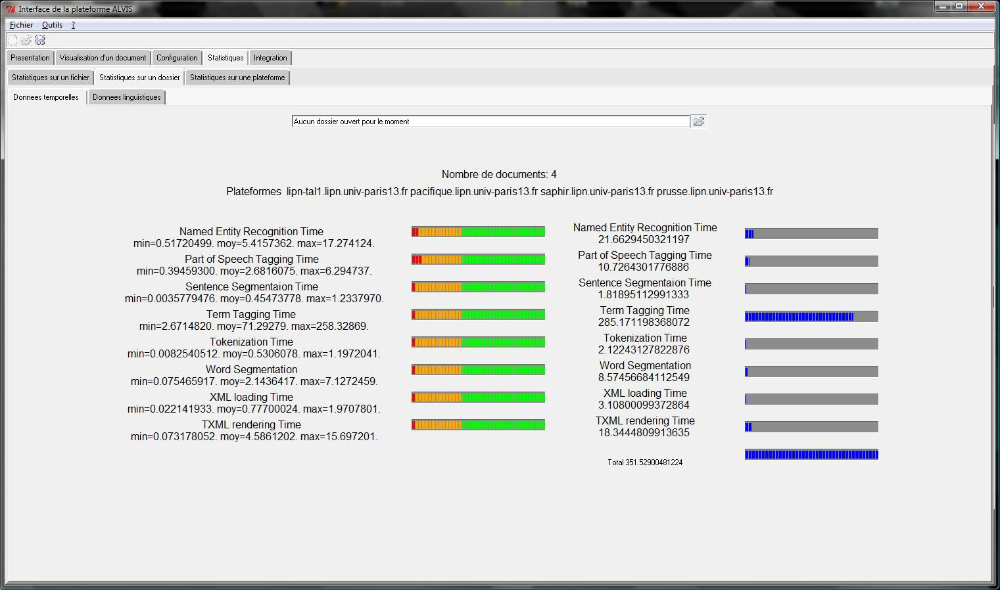 Interface de la plateforme ALVIS
Fichier Outils ?
Presentation Visualisation d'un document Configuration Statistiques Integration
Statistiques sur un fichier Statistiques sur un dossier Statistiques sur une plateforme
Donnees temporelles Donnees linguistiques
Aucun dossier ouvert pour le moment
Nombre de documents: 4
Plateformes lipn-tal1.lipn.univ-paris13.fr pacifique.lipn.univ-paris13.fr saphir.lipn.univ-paris13.fr prusse.lipn.univ-paris13.fr
Named Entity Recognition Time
min=0.51720499. moy=5.4157362. max=17.274124.
Part of Speech Tagging Time
min=0.39459300. moy=2.6816075. max=6.294737.
Sentence Segmentaion Time
min=0.0035779476. moy=0.45473778. max=1.2337970.
Term Tagging Time
min=2.6714820. moy=71.29279. max=258.32869.
Tokenization Time
min=0.0082540512. moy=0.5306078. max=1.1972041.
Word Segmentation
min=0.075465917. moy=2.1436417. max=7.1272459.
XML loading Time
min=0.022141933. moy=0.77700024. max=1.9707801.
TXML rendering Time
min=0.073178052. moy=4.5861202. max=15.697201.
Named Entity Recognition Time
21.6629450321197
Part of Speech Tagging Time
10.7264301776886
Sentence Segmentaion Time
1.81895112991333
Term Tagging Time
285.171198368072
Tokenization Time
2.12243127822876
Word Segmentation
8.57456684112549
XML loading Time
3.10800099372864
TXML rendering Time
18.3444809913635
Total 351.52900481224